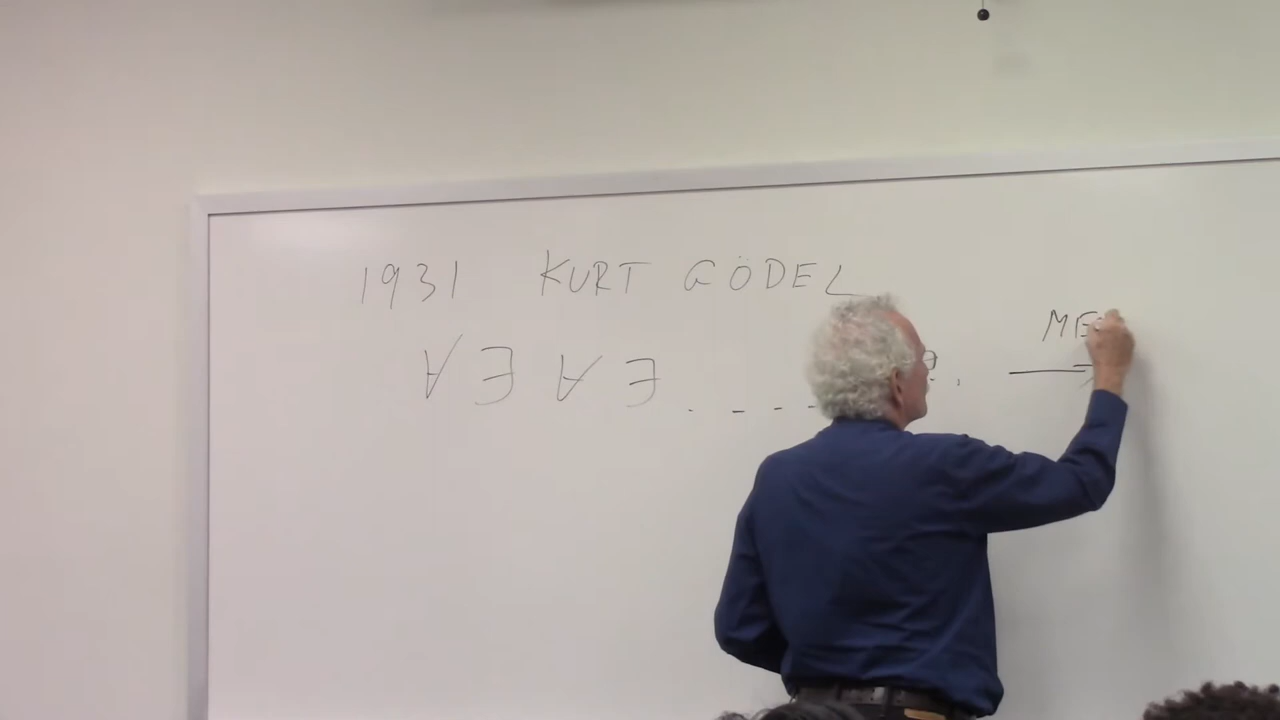 1931 KURT GÖDEL
∀ ∃ ∀ ∃ . - - -